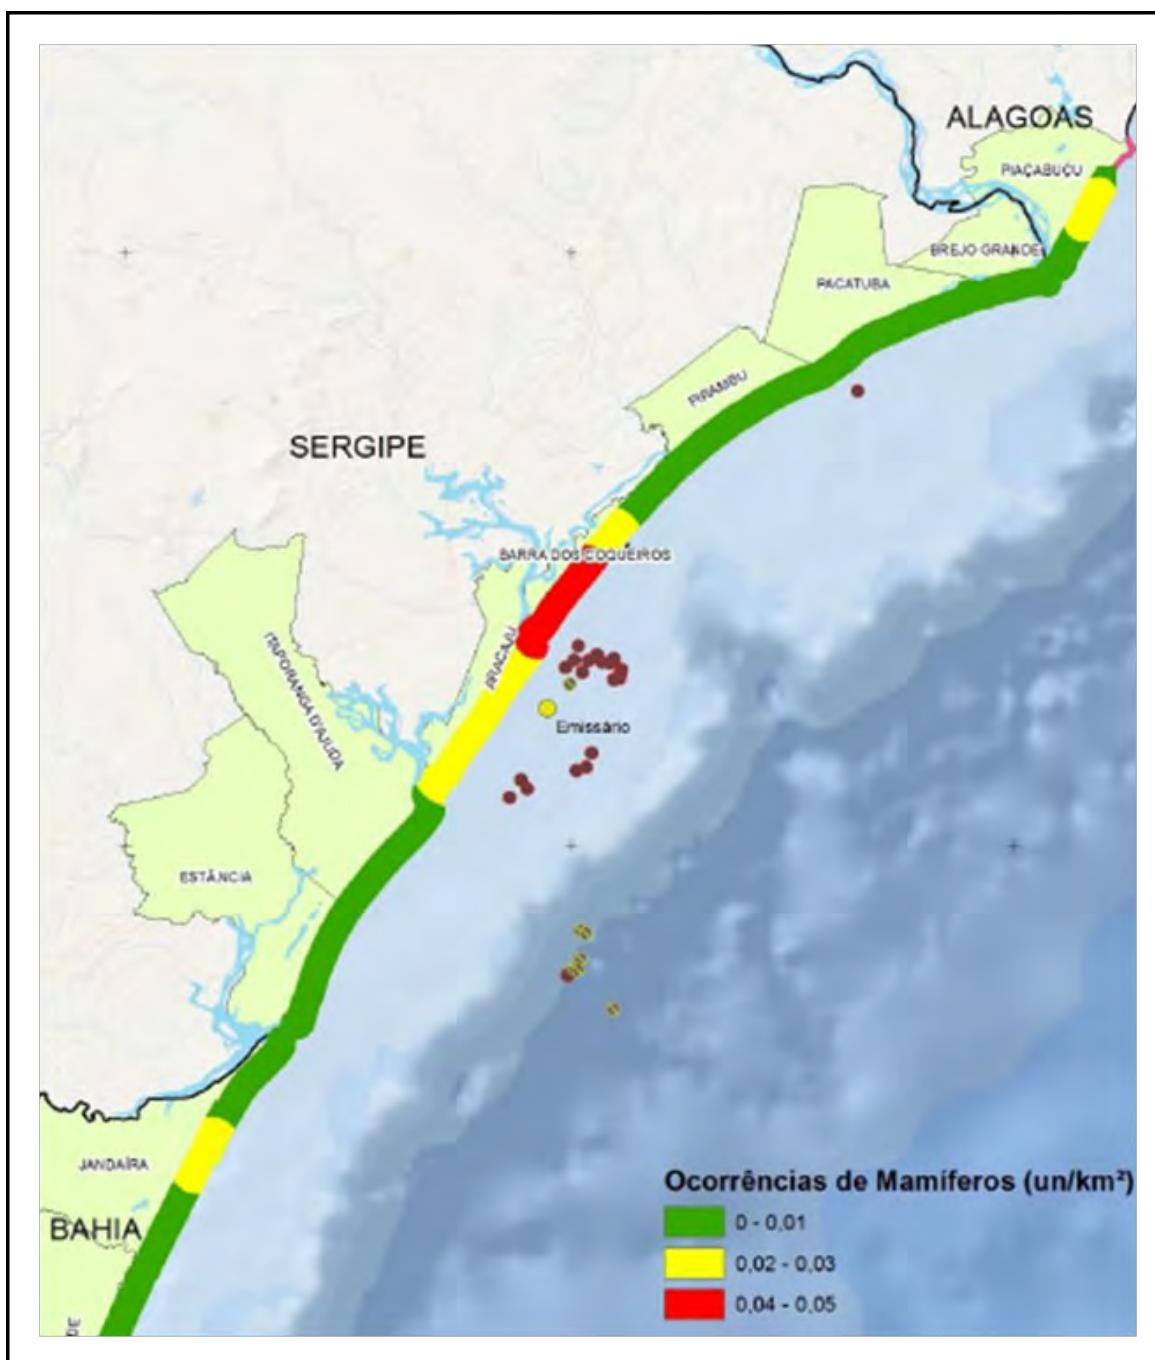 ALAGOAS
PIAÇABUÇU
BREJO GRANDE
PACATUBA
PIRAMBU
SERGIPE
BARRA DOS COQUEIROS
ARACAJU
ITAPORANGA D'AJUDA
Emissário
ESTÂNCIA
JANDAÍRA
BAHIA
Ocorrências de Mamíferos (un/km²)
0 - 0,01
0,02 - 0,03
0,04 - 0,05
DE